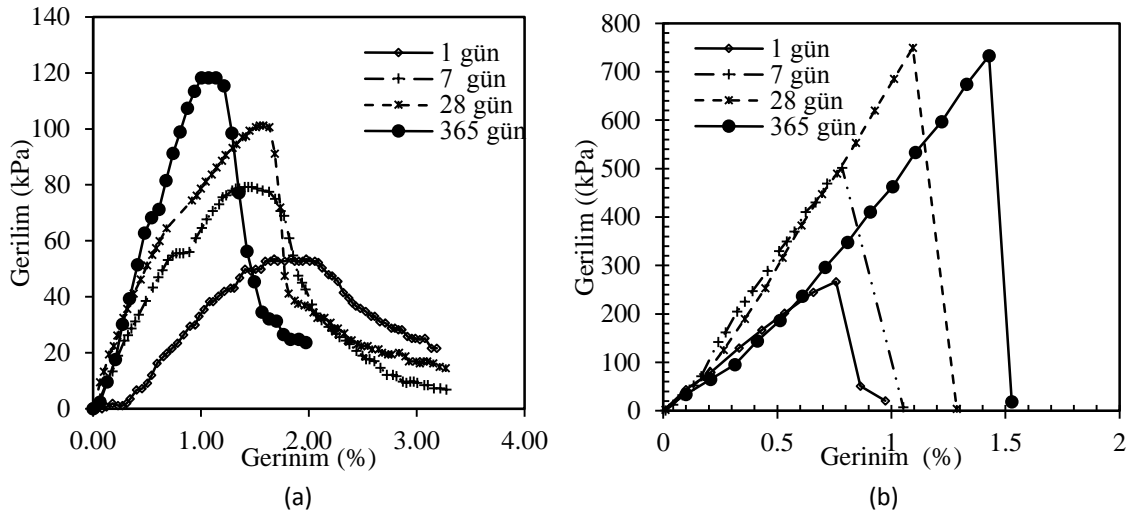 (a)
140
120
100
80
60
40
20
0
Gerilim (kPa)
1 gün
7 gün
28 gün
365 gün
0.00 1.00 2.00 3.00 4.00
Gerinim (%)
(b)
800
700
600
500
400
300
200
100
0
Gerilim ((kPa)
1 gün
7 gün
28 gün
365 gün
0 0.5 1 1.5 2
Gerinim (%)
(a)
(b)